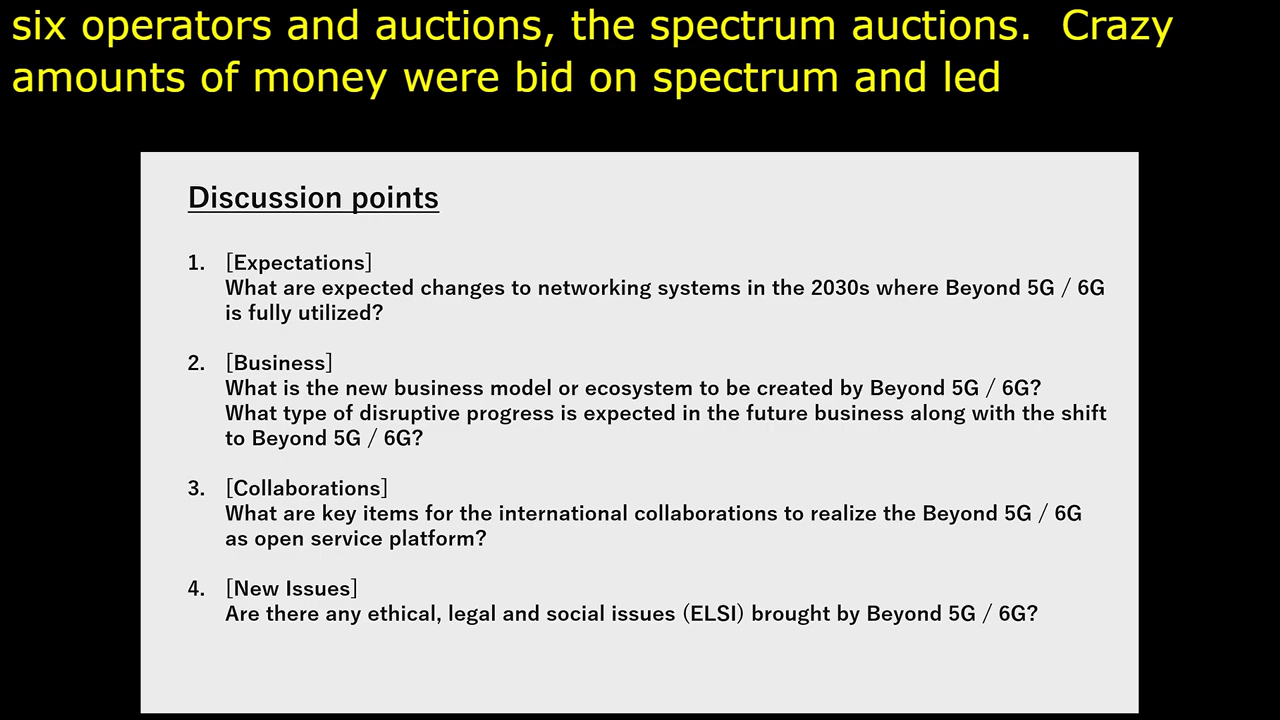 six operators and auctions, the spectrum auctions.  Crazy
amounts of money were bid on spectrum and led
Discussion points
1. [Expectations]
What are expected changes to networking systems in the 2030s where Beyond 5G / 6G
is fully utilized?
2. [Business]
What is the new business model or ecosystem to be created by Beyond 5G / 6G?
What type of disruptive progress is expected in the future business along with the shift
to Beyond 5G / 6G?
3. [Collaborations]
What are key items for the international collaborations to realize the Beyond 5G / 6G
as open service platform?
4. [New Issues]
Are there any ethical, legal and social issues (ELSI) brought by Beyond 5G / 6G?